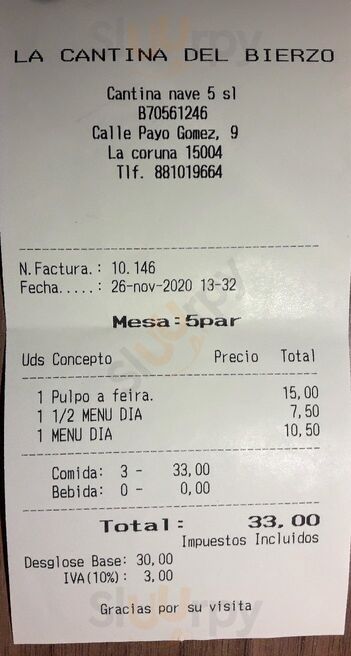 LA CANTINA DEL BIERZO
Cantina nave 5 sl
B70561246
Calle Payo Gomez, 9
La coruna 15004
Tlf. 881019664
N.Factura.: 10.146
Fecha.....: 26-nov-2020 13-32
Mesa:5par
Uds Concepto Precio Total
1 Pulpo a feira. 15,00
1 1/2 MENU DIA 7,50
1 MENU DIA 10,50
Comida: 3 - 33,00
Bebida: 0 - 0,00
Total: 33,00
Impuestos Incluidos
Desglose Base: 30,00
IVA(10%): 3,00
Gracias por su visita
Sluurpy
Sluurpy
Sluurpy